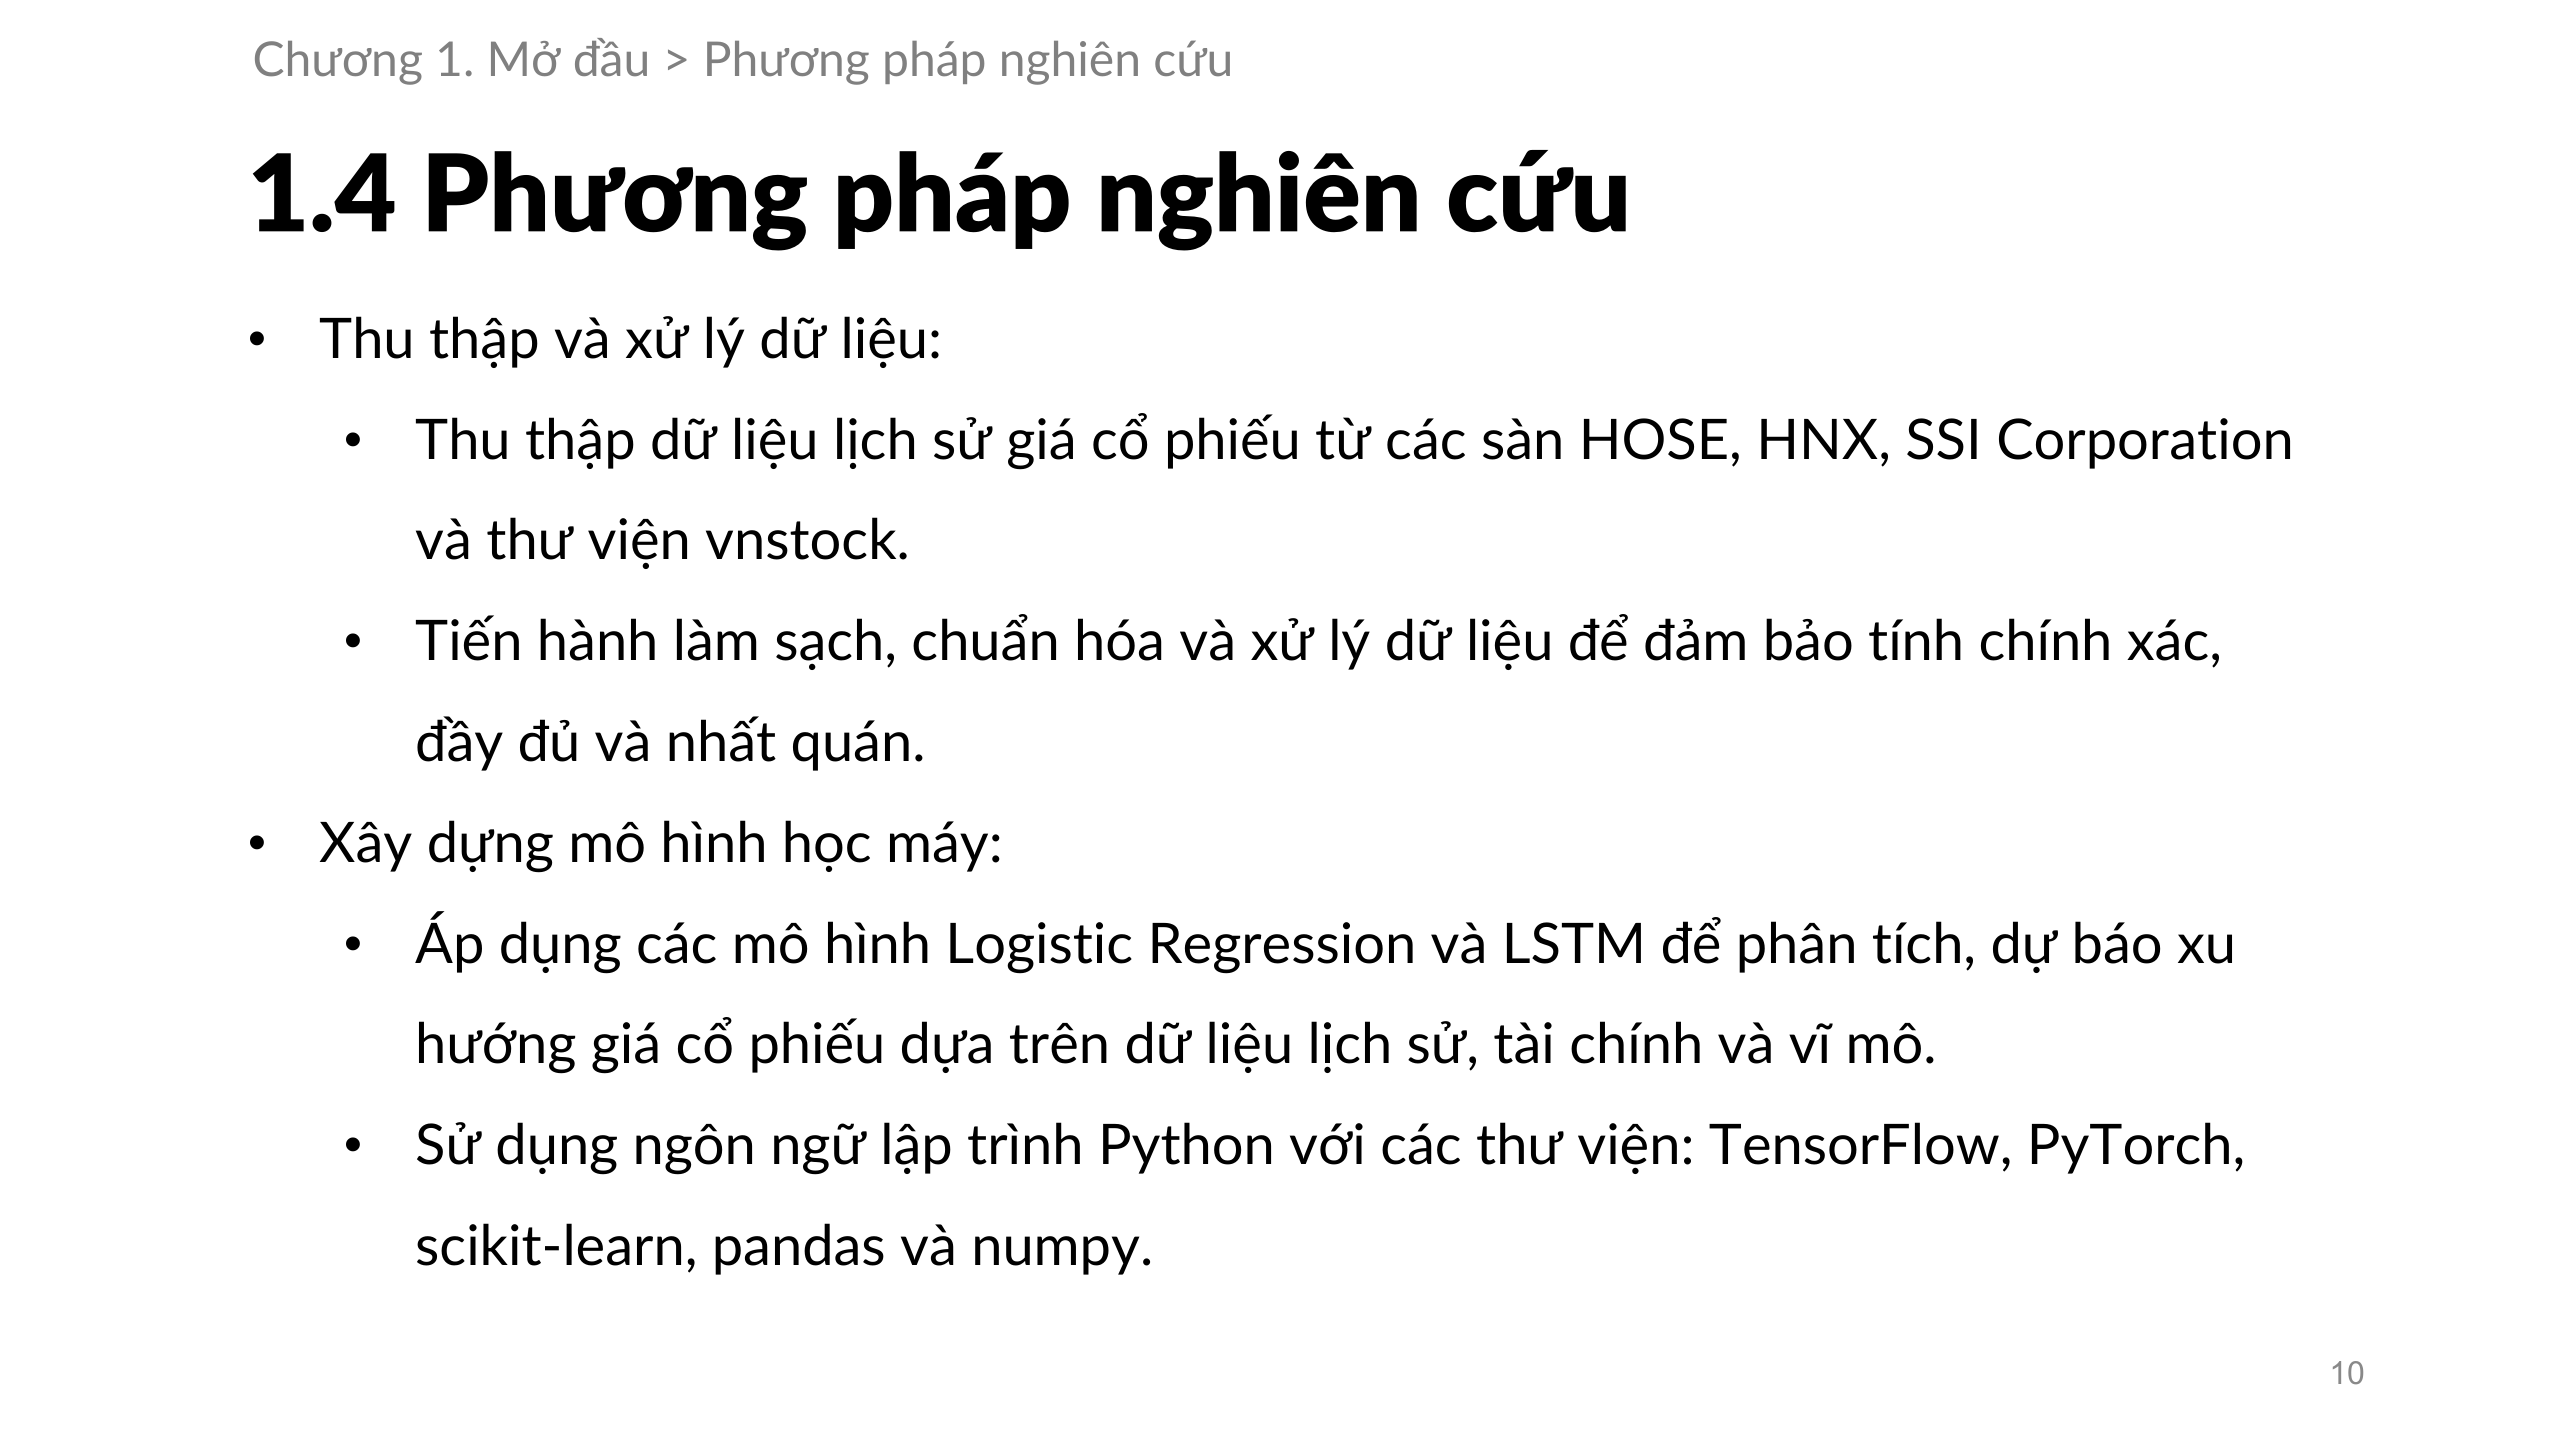 Chương 1. Mở đầu > Phương pháp nghiên cứu
1.4 Phương pháp nghiên cứu
• Thu thập và xử lý dữ liệu:
• Thu thập dữ liệu lịch sử giá cổ phiếu từ các sàn HOSE, HNX, SSI Corporation
và thư viện vnstock.
• Tiến hành làm sạch, chuẩn hóa và xử lý dữ liệu để đảm bảo tính chính xác,
đầy đủ và nhất quán.
• Xây dựng mô hình học máy:
• Áp dụng các mô hình Logistic Regression và LSTM để phân tích, dự báo xu
hướng giá cổ phiếu dựa trên dữ liệu lịch sử, tài chính và vĩ mô.
• Sử dụng ngôn ngữ lập trình Python với các thư viện: TensorFlow, PyTorch,
scikit-learn, pandas và numpy.
10